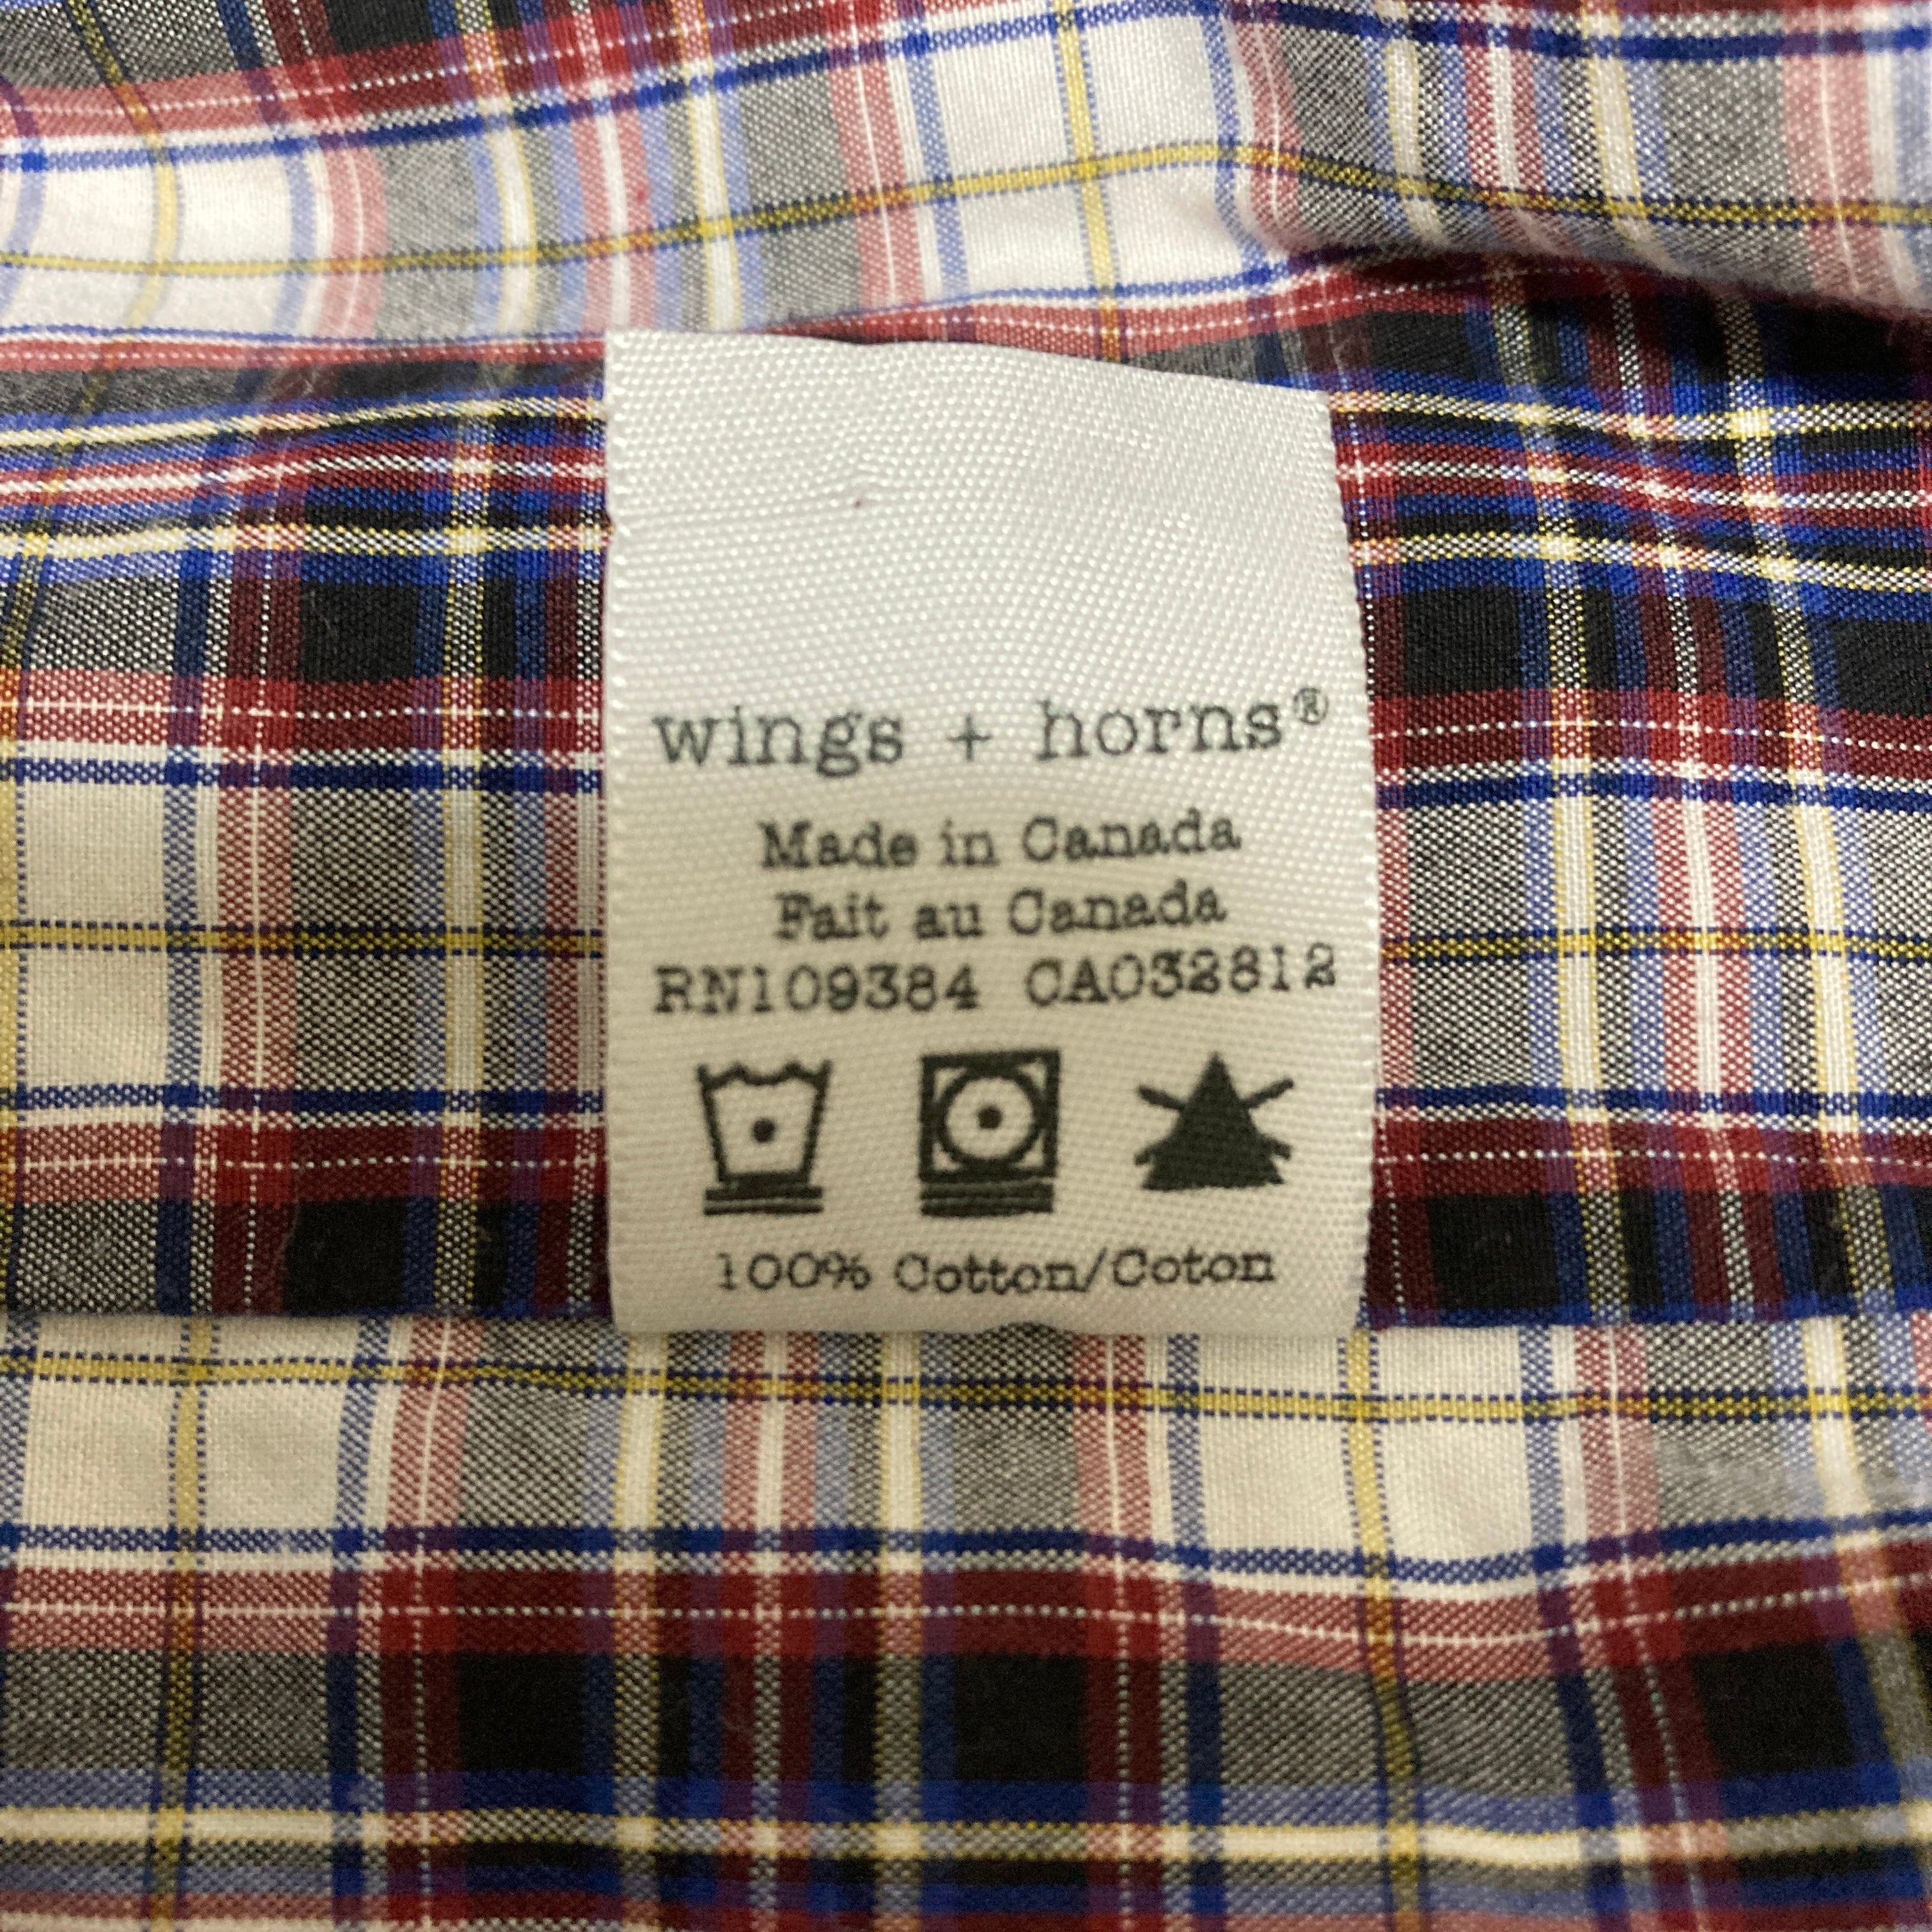 wings + horns®
Made in Canada
Fait au Canada
RN109384 CA032812
100% Cotton/Coton